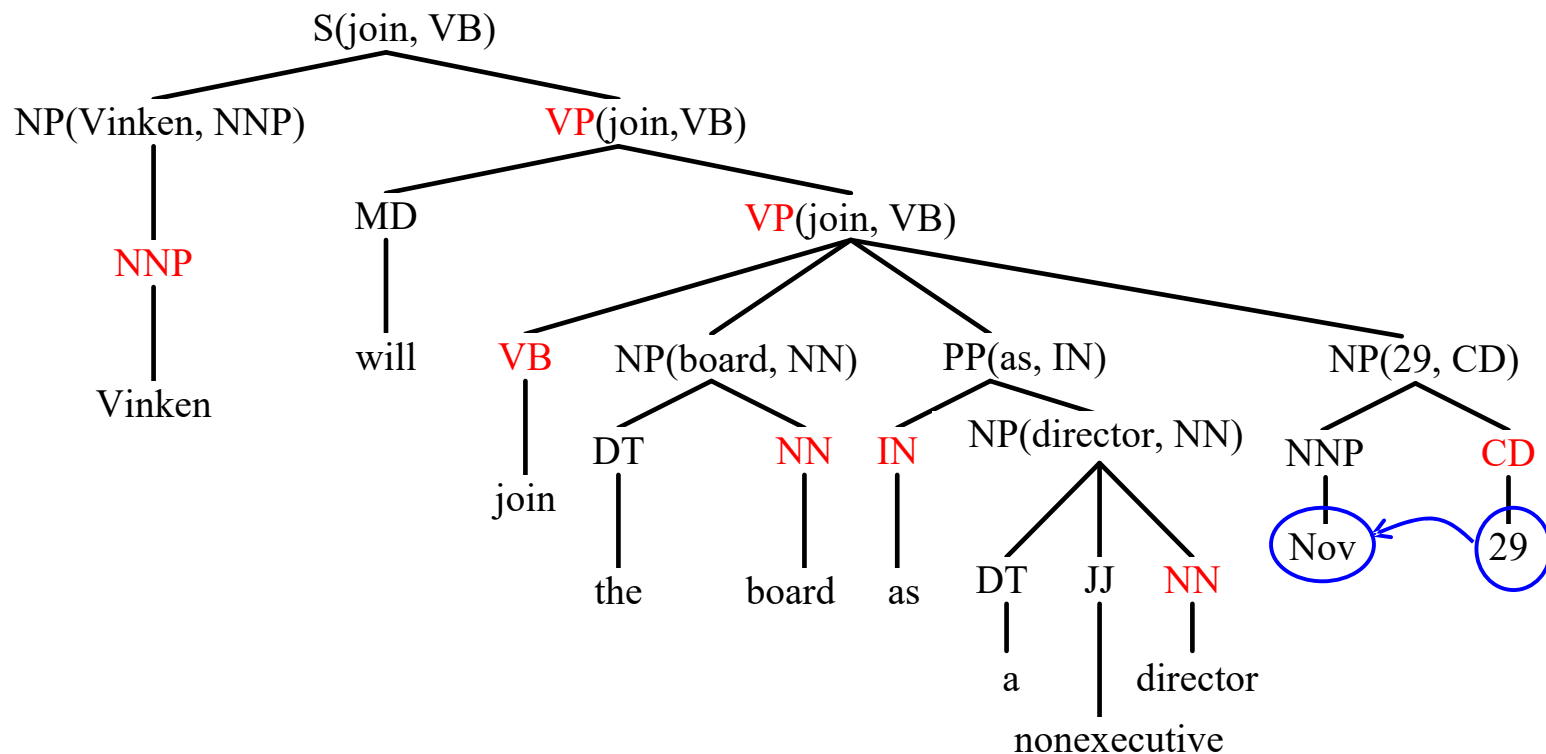 S(join, VB)
NP(Vinken, NNP) VP(join,VB)
MD VP(join, VB)
NNP
will VB NP(board, NN) PP(as, IN) NP(29, CD)
Vinken
DT NN IN NP(director, NN) NNP CD
join
Nov 29
the board as DT JJ NN
a director
nonexecutive